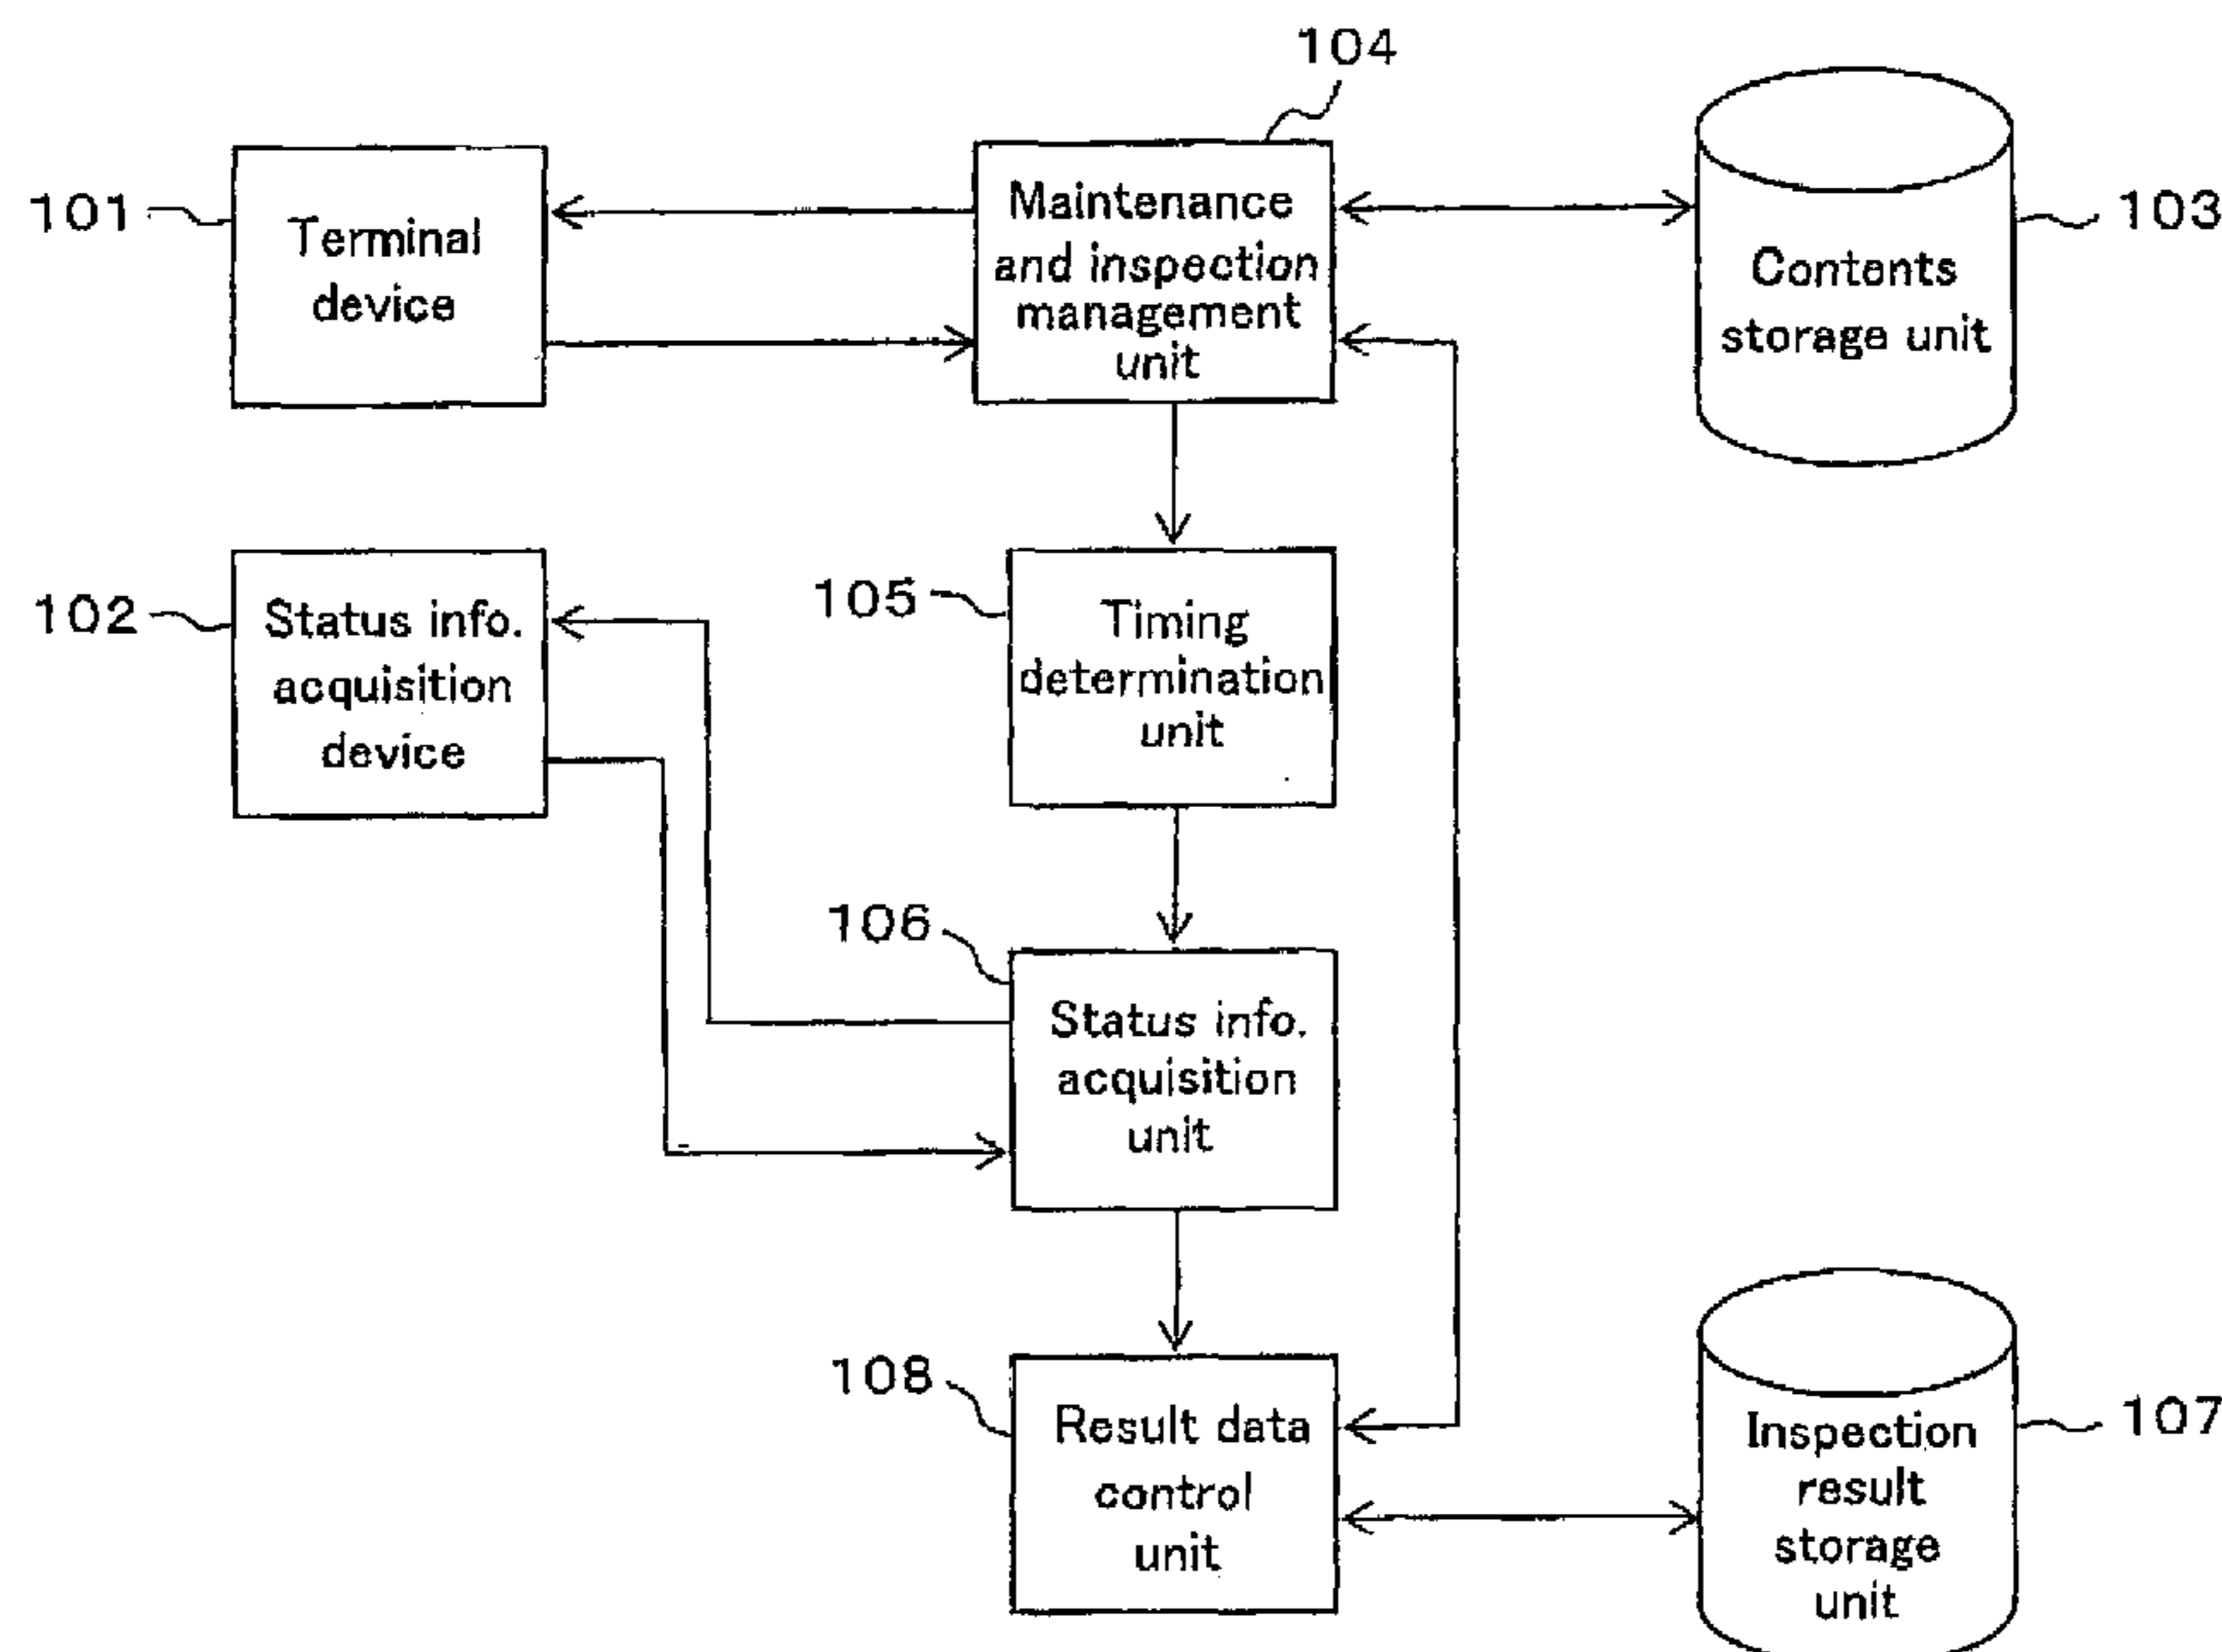 104
101
Terminal
device
Maintenance
and inspection
management
unit
103
Contents
storage unit
102
Status info.
acquisition
device
105
Timing
determination
unit
106
Status info.
acquisition
unit
108
Result data
control
unit
107
Inspection
result
storage
unit